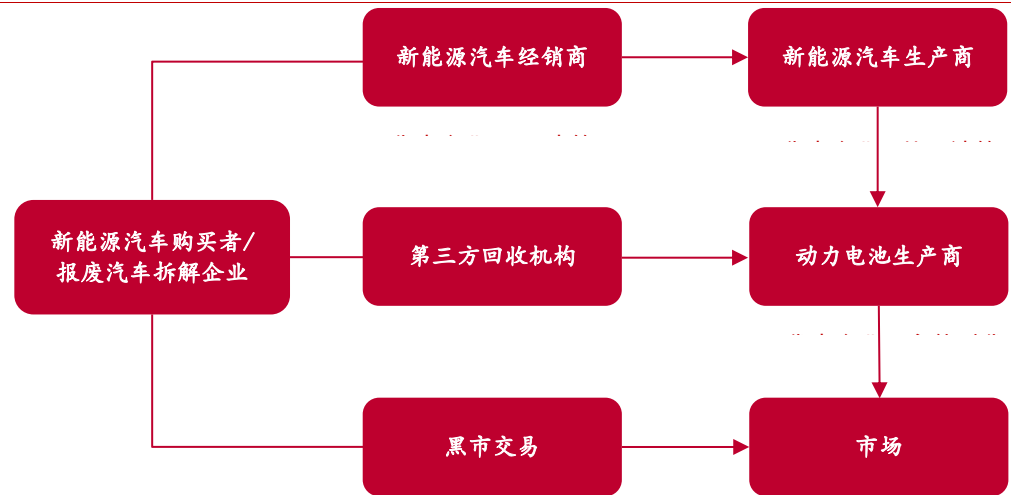 新能源汽车经销商
新能源汽车生产商
新能源汽车购买者/
报废汽车拆解企业
第三方回收机构
动力电池生产商
黑市交易
市场